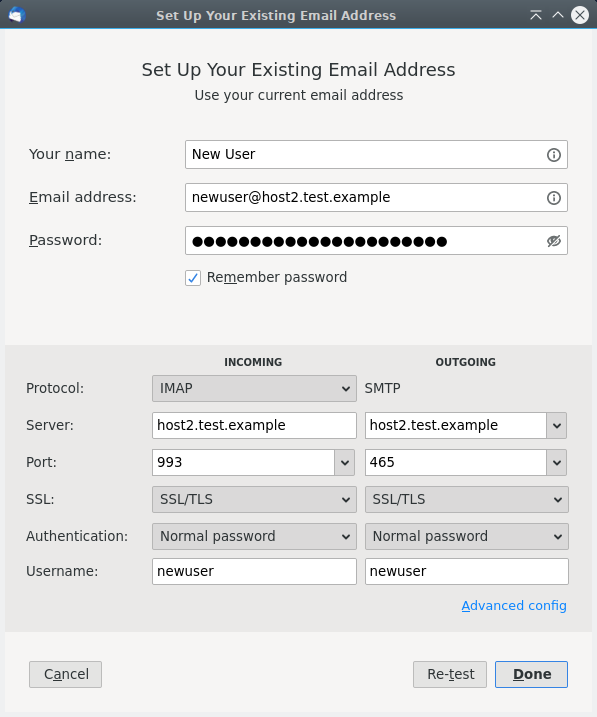 Set Up Your Existing Email Address
Set Up Your Existing Email Address
Use your current email address
Your name: New User
Email address: newuser@host2.test.example
Password: ●●●●●●●●●●●●●●●●●●●●●●
Remember password
INCOMING OUTGOING
Protocol: IMAP SMTP
Server: host2.test.example host2.test.example
Port: 993 465
SSL: SSL/TLS SSL/TLS
Authentication: Normal password Normal password
Username: newuser newuser
Advanced config
Cancel Re-test Done